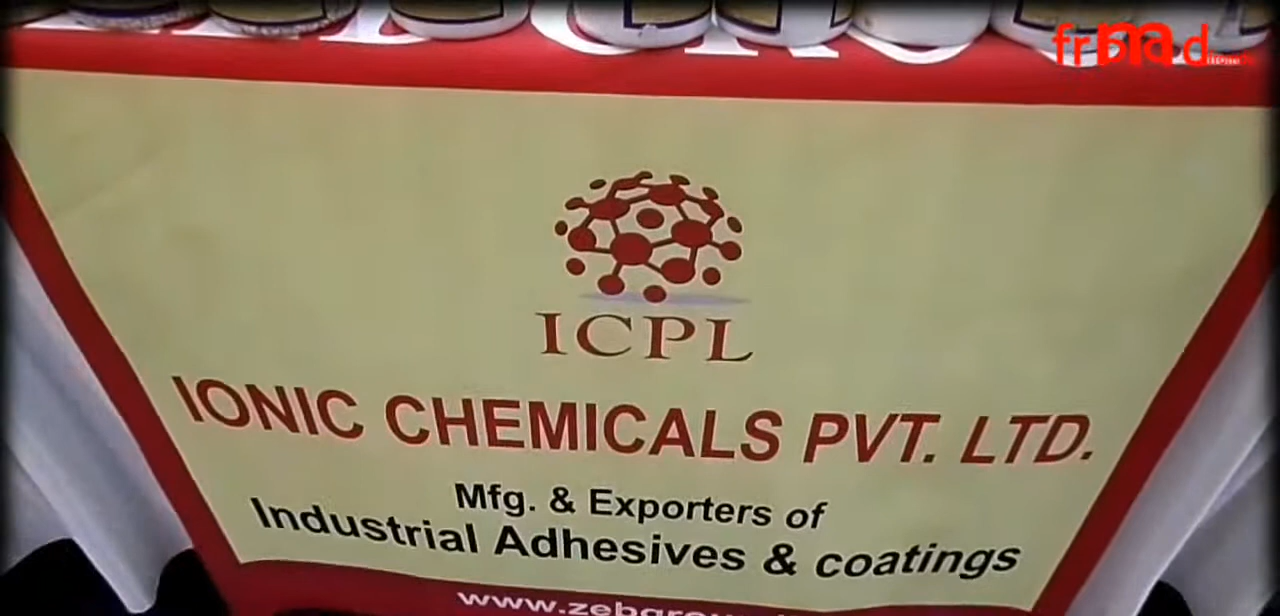 ICPL
IONIC CHEMICALS PVT. LTD.
Mfg. & Exporters of
Industrial Adhesives & coatings